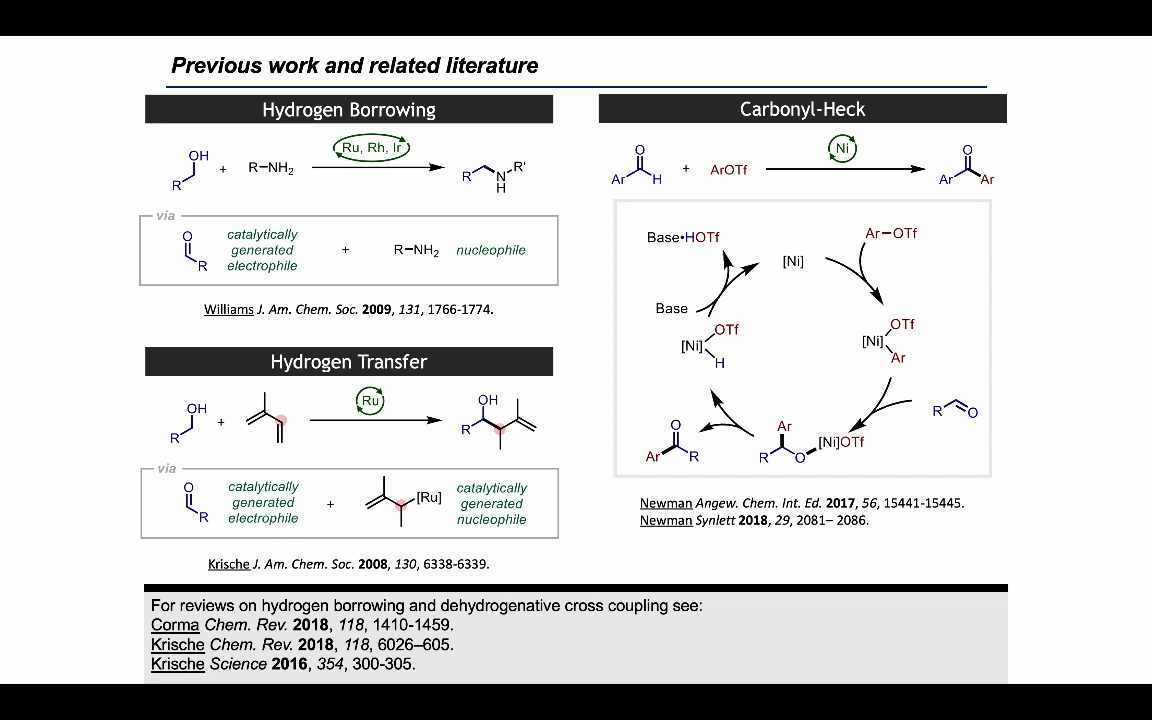 Previous work and related literature
Hydrogen Borrowing
OH
R
+
R–NH2
Ru, Rh, Ir
R
N
H
R'
via
O
R
catalytically
generated
electrophile
+
R–NH2
nucleophile
Williams J. Am. Chem. Soc. 2009, 131, 1766-1774.
Hydrogen Transfer
OH
R
+
Ru
OH
R
via
O
R
catalytically
generated
electrophile
+
[Ru]
catalytically
generated
nucleophile
Krische J. Am. Chem. Soc. 2008, 130, 6338-6339.
Carbonyl-Heck
O
Ar
H
+
ArOTf
Ni
O
Ar
Ar
Base•HOTf
[Ni]
Ar–OTf
Base
[Ni]
OTf
H
[Ni]
OTf
Ar
R
O
O
Ar
R
Ar
R
O
[Ni]OTf
Newman Angew. Chem. Int. Ed. 2017, 56, 15441-15445.
Newman Synlett 2018, 29, 2081– 2086.
For reviews on hydrogen borrowing and dehydrogenative cross coupling see:
Corma Chem. Rev. 2018, 118, 1410-1459.
Krische Chem. Rev. 2018, 118, 6026–605.
Krische Science 2016, 354, 300-305.